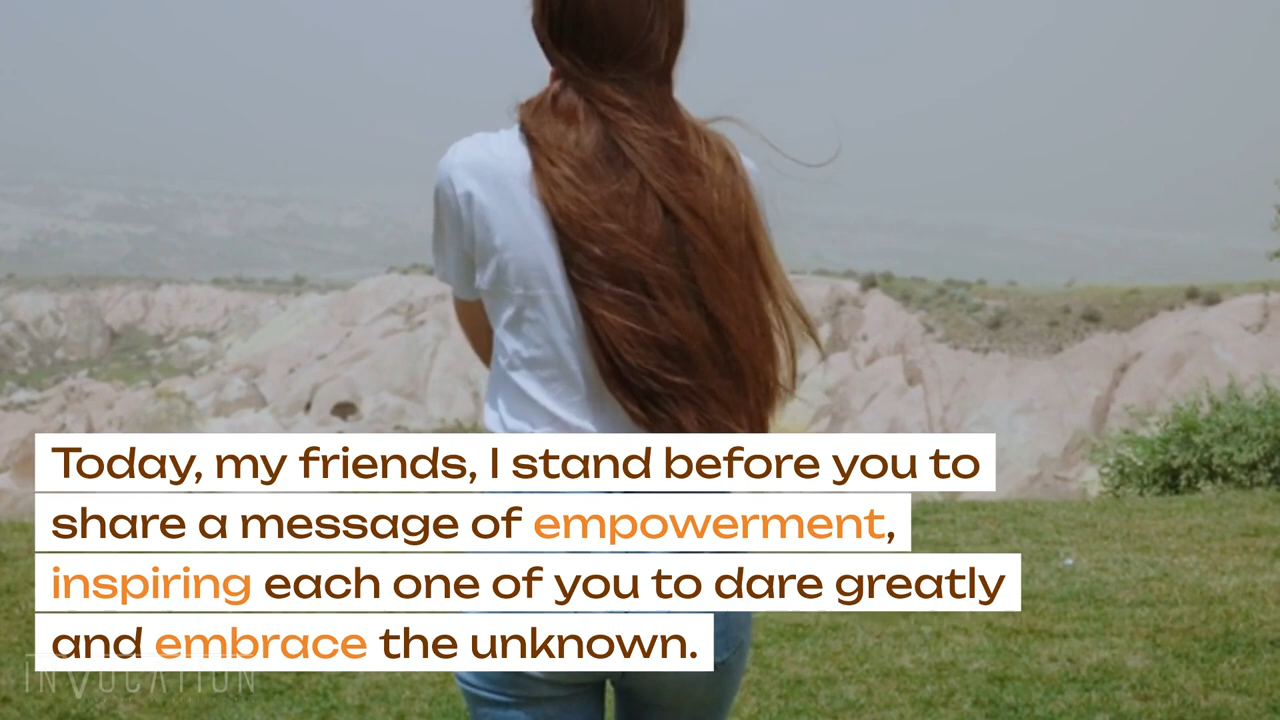 Today, my friends, I stand before you to
share a message of empowerment,
inspiring each one of you to dare greatly
and embrace the unknown.
INVOCATION